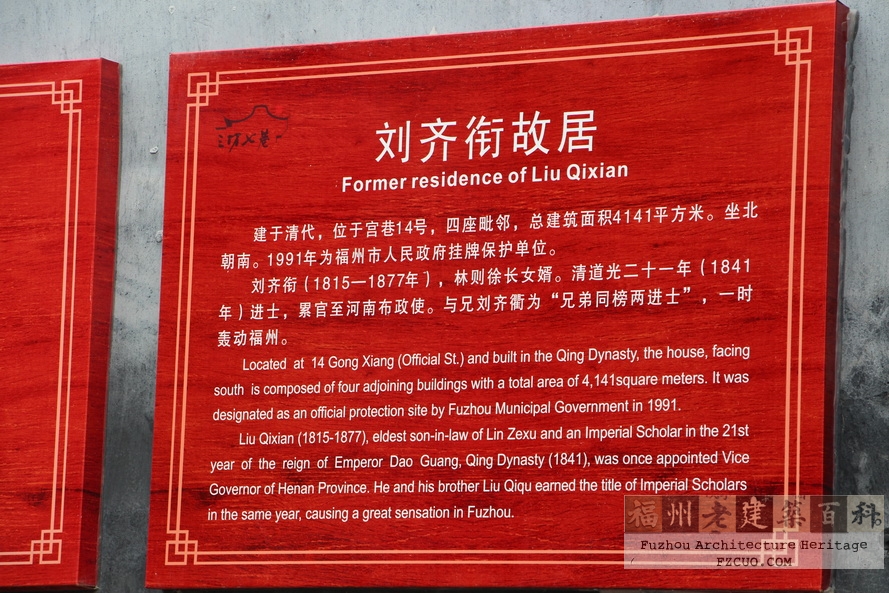 三坊七巷
刘齐衔故居
Former residence of Liu Qixian
建于清代，位于宫巷14号，四座毗邻，总建筑面积4141平方米。坐北
朝南。1991年为福州市人民政府挂牌保护单位。
刘齐衔（1815—1877年），林则徐长女婿。清道光二十一年（1841
年）进士，累官至河南布政使。与兄刘齐衢为“兄弟同榜两进士”，一时
轰动福州。
Located at 14 Gong Xiang (Official St.) and built in the Qing Dynasty, the house, facing
south is composed of four adjoining buildings with a total area of 4,141square meters. It was
designated as an official protection site by Fuzhou Municipal Government in 1991.
Liu Qixian (1815-1877), eldest son-in-law of Lin Zexu and an Imperial Scholar in the 21st
year of the reign of Emperor Dao Guang, Qing Dynasty (1841), was once appointed Vice
Governor of Henan Province. He and his brother Liu Qiqu earned the title of Imperial Scholars
in the same year, causing a great sensation in Fuzhou.
福州老建築百科
Fuzhou Architecture Heritage
FZCUO.COM